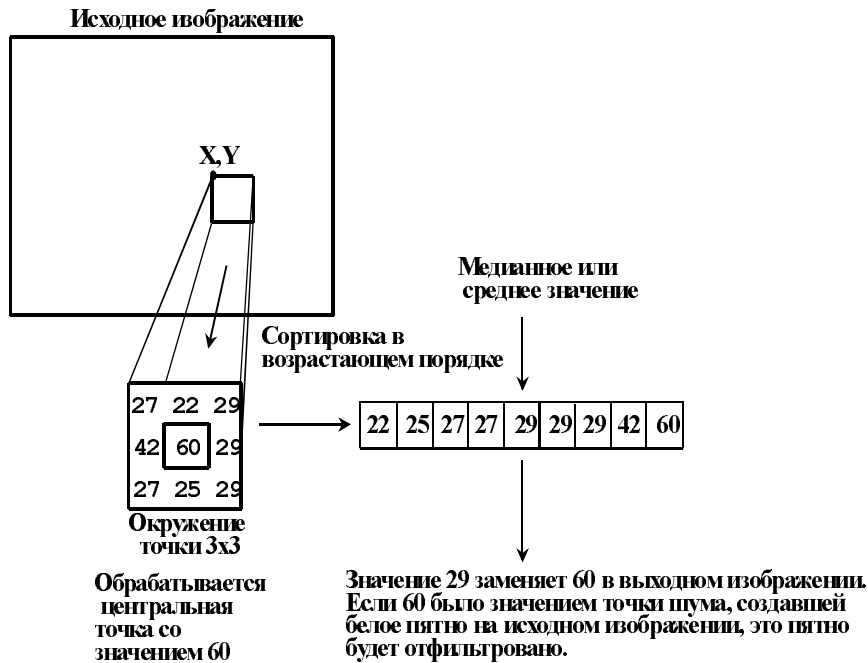 Исходное изображение
X,Y
Медианное или
среднее значение
Сортировка в
возрастающем порядке
27 22 29
42 60 29
27 25 29
22 25 27 27 29 29 29 42 60
Окружение
точки 3x3
Обрабатывается
центральная
точка со
значением 60
Значение 29 заменяет 60 в выходном изображении.
Если 60 было значением точки шума, создавшей
белое пятно на исходном изображении, это пятно
будет отфильтровано.